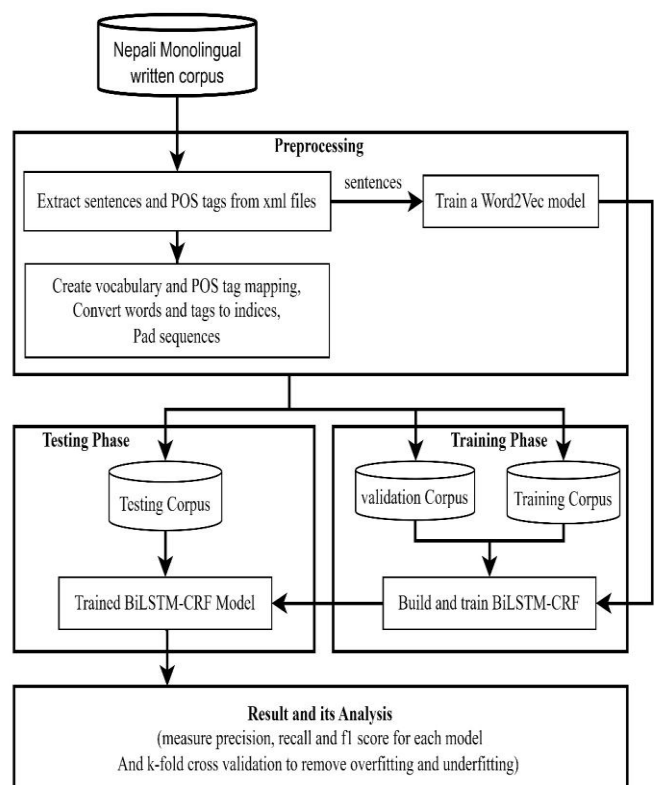 Nepali Monolingual
written corpus
Preprocessing
Extract sentences and POS tags from xml files
sentences
Train a Word2Vec model
Create vocabulary and POS tag mapping,
Convert words and tags to indices,
Pad sequences
Testing Phase
Testing Corpus
Trained BiLSTM-CRF Model
Training Phase
validation Corpus
Training Corpus
Build and train BiLSTM-CRF
Result and its Analysis
(measure precision, recall and f1 score for each model
And k-fold cross validation to remove overfitting and underfitting)